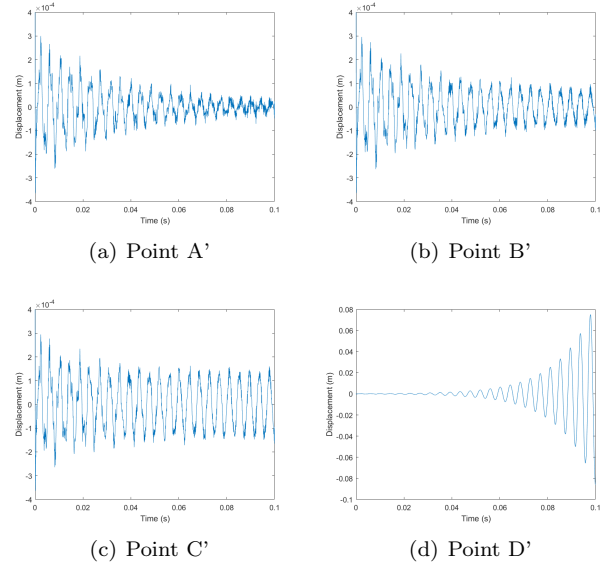 ×10⁻⁴ ×10⁻⁴
4 4
3 3
2 2
1 1
0 0
-1 -1
-2 -2
-3 -3
-4 -4
Displacement (m) Displacement (m)
0 0.02 0.04 0.06 0.08 0.1 0 0.02 0.04 0.06 0.08 0.1
Time (s) Time (s)
(a) Point A' (b) Point B'
×10⁻⁴
4 0.08
3 0.06
2 0.04
1 0.02
0 0
-1 -0.02
-2 -0.04
-3 -0.06
-4 -0.08
-0.1
Displacement (m) Displacement (m)
0 0.02 0.04 0.06 0.08 0.1 0 0.02 0.04 0.06 0.08 0.1
Time (s) Time (s)
(c) Point C' (d) Point D'